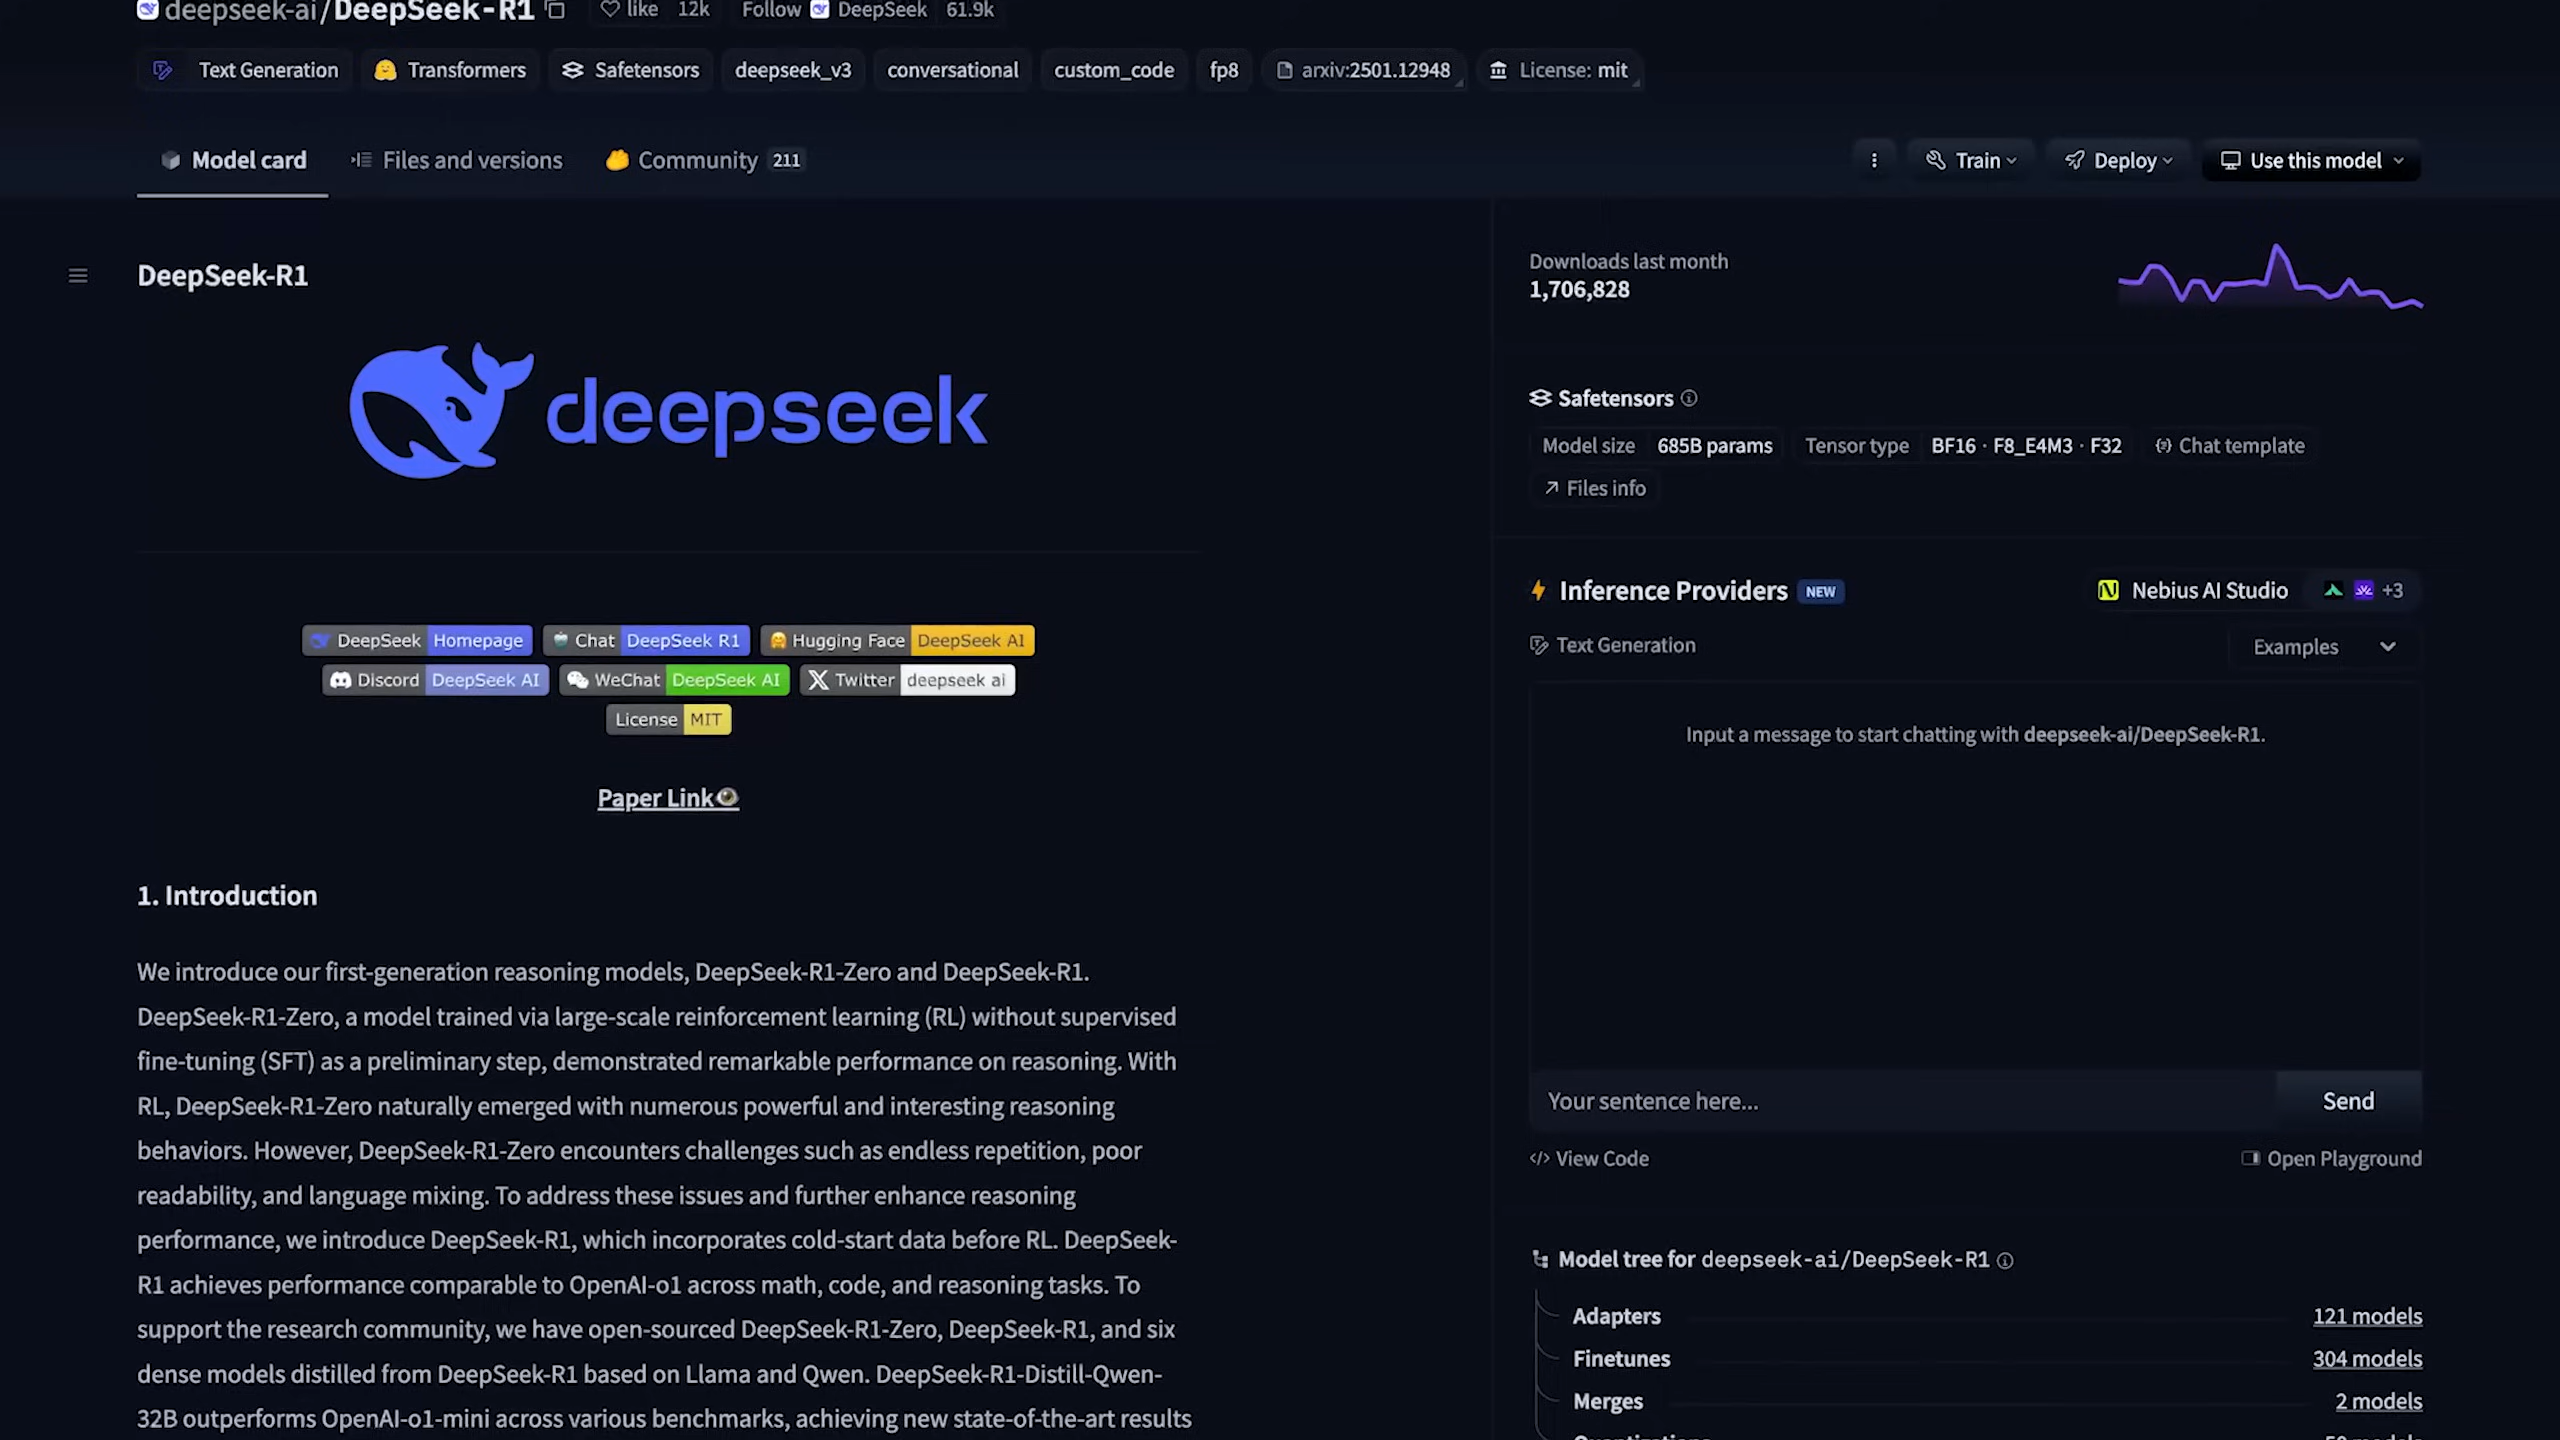 deepseek-ai/DeepSeek-R1 like 12k Follow DeepSeek 61.9k
Text Generation Transformers Safetensors deepseek_v3 conversational custom_code fp8 arxiv:2501.12948 License: mit
Model card Files and versions Community 211 Train Deploy Use this model
DeepSeek-R1
deepseek
DeepSeek Homepage Chat DeepSeek R1 Hugging Face DeepSeek AI
Discord DeepSeek AI WeChat DeepSeek AI Twitter deepseek ai
License MIT
Paper Link👁️
1. Introduction
We introduce our first-generation reasoning models, DeepSeek-R1-Zero and DeepSeek-R1.
DeepSeek-R1-Zero, a model trained via large-scale reinforcement learning (RL) without supervised
fine-tuning (SFT) as a preliminary step, demonstrated remarkable performance on reasoning. With
RL, DeepSeek-R1-Zero naturally emerged with numerous powerful and interesting reasoning
behaviors. However, DeepSeek-R1-Zero encounters challenges such as endless repetition, poor
readability, and language mixing. To address these issues and further enhance reasoning
performance, we introduce DeepSeek-R1, which incorporates cold-start data before RL. DeepSeek-
R1 achieves performance comparable to OpenAI-o1 across math, code, and reasoning tasks. To
support the research community, we have open-sourced DeepSeek-R1-Zero, DeepSeek-R1, and six
dense models distilled from DeepSeek-R1 based on Llama and Qwen. DeepSeek-R1-Distill-Qwen-
32B outperforms OpenAI-o1-mini across various benchmarks, achieving new state-of-the-art results
Downloads last month
1,706,828
Safetensors
Model size 685B params Tensor type BF16 · F8_E4M3 · F32 Chat template
Files info
Inference Providers NEW Nebius AI Studio +3
Text Generation Examples
Input a message to start chatting with deepseek-ai/DeepSeek-R1.
Your sentence here... Send
View Code Open Playground
Model tree for deepseek-ai/DeepSeek-R1
Adapters 121 models
Finetunes 304 models
Merges 2 models